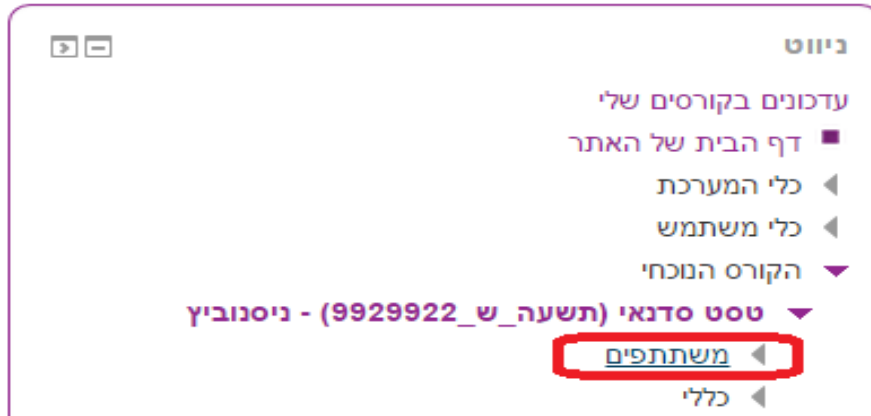 ניווט
עדכונים בקורסים שלי
דף הבית של האתר
כלי המערכת
כלי משתמש
הקורס הנוכחי
טסט סדנאי (תשעה_ש_9929922) - ניסנוביץ
משתתפים
כללי